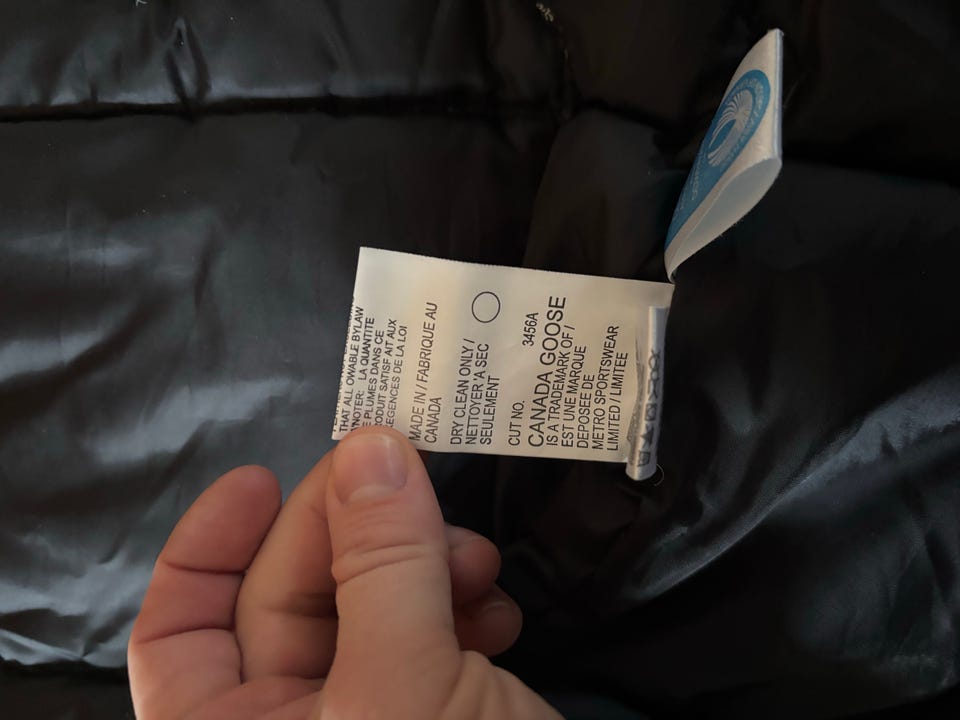 THAT ALL OWABLE BYLAW
NOTER: LA QUANTITE
PLUMES DANS CE
SATISF AIT AUX
DE LA LOI
MADE IN / FABRIQUE AU
CANADA
DRY CLEAN ONLY /
NETTOYER 'A SEC
SEULEMENT
CUT NO. 3456A
CANADA GOOSE
IS A TRADEMARK OF /
EST UNE MARQUE
DEPOSEE DE
METRO SPORTSWEAR
LIMITED / LIMITEE